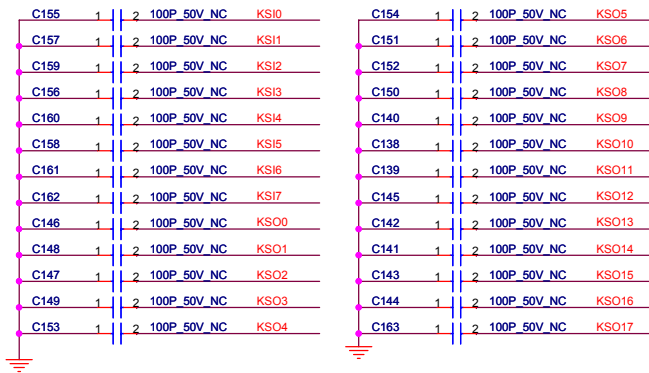 C155 1 2 100P_50V_NC KSI0
C157 1 2 100P_50V_NC KSI1
C159 1 2 100P_50V_NC KSI2
C156 1 2 100P_50V_NC KSI3
C160 1 2 100P_50V_NC KSI4
C158 1 2 100P_50V_NC KSI5
C161 1 2 100P_50V_NC KSI6
C162 1 2 100P_50V_NC KSI7
C146 1 2 100P_50V_NC KSO0
C148 1 2 100P_50V_NC KSO1
C147 1 2 100P_50V_NC KSO2
C149 1 2 100P_50V_NC KSO3
C153 1 2 100P_50V_NC KSO4
C154 1 2 100P_50V_NC KSO5
C151 1 2 100P_50V_NC KSO6
C152 1 2 100P_50V_NC KSO7
C150 1 2 100P_50V_NC KSO8
C140 1 2 100P_50V_NC KSO9
C138 1 2 100P_50V_NC KSO10
C139 1 2 100P_50V_NC KSO11
C145 1 2 100P_50V_NC KSO12
C142 1 2 100P_50V_NC KSO13
C141 1 2 100P_50V_NC KSO14
C143 1 2 100P_50V_NC KSO15
C144 1 2 100P_50V_NC KSO16
C163 1 2 100P_50V_NC KSO17